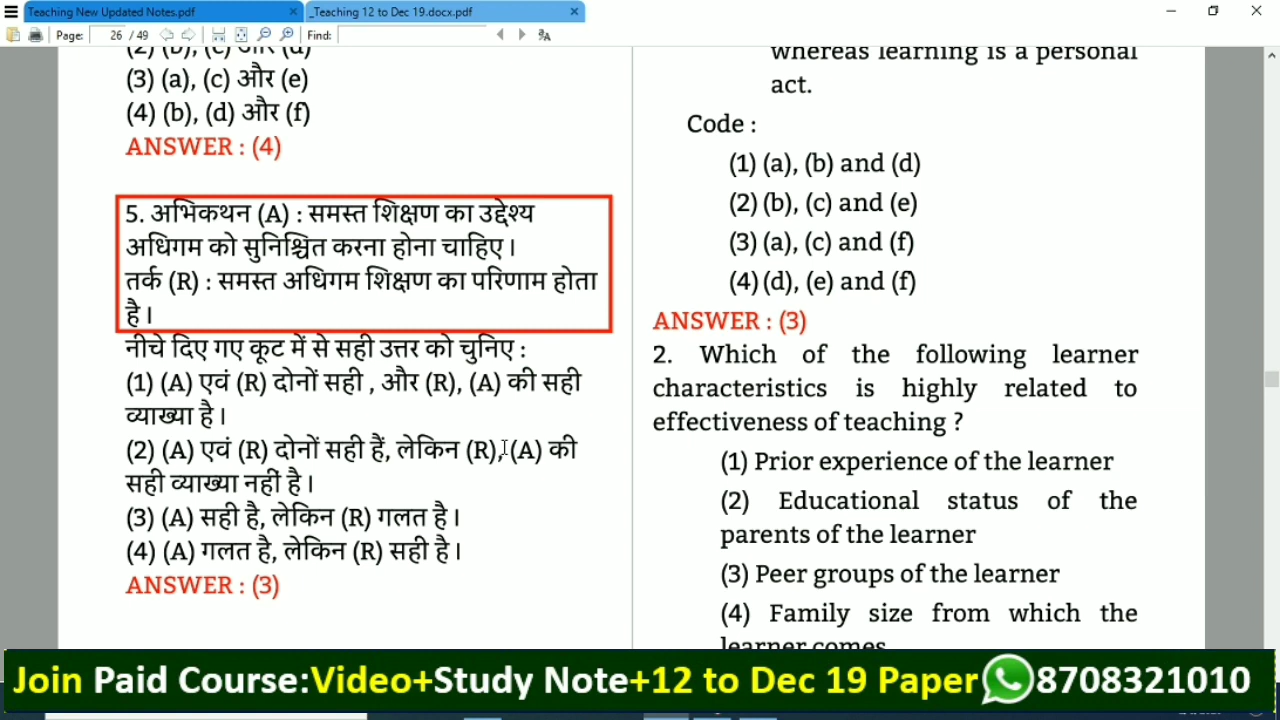 Teaching New Updated Notes.pdf
_Teaching 12 to Dec 19.docx.pdf
Page: 26 / 49
Find:
(2) (b), (c) और (d)
(3) (a), (c) और (e)
(4) (b), (d) और (f)
ANSWER : (4)
5. अभिकथन (A) : समस्त शिक्षण का उद्देश्य
अधिगम को सुनिश्चित करना होना चाहिए ।
तर्क (R) : समस्त अधिगम शिक्षण का परिणाम होता
है ।
नीचे दिए गए कूट में से सही उत्तर को चुनिए :
(1) (A) एवं (R) दोनों सही , और (R), (A) की सही
व्याख्या है ।
(2) (A) एवं (R) दोनों सही हैं, लेकिन (R), (A) की
सही व्याख्या नहीं है ।
(3) (A) सही है, लेकिन (R) गलत है ।
(4) (A) गलत है, लेकिन (R) सही है ।
ANSWER : (3)
whereas learning is a personal
act.
Code :
(1) (a), (b) and (d)
(2) (b), (c) and (e)
(3) (a), (c) and (f)
(4) (d), (e) and (f)
ANSWER : (3)
2. Which of the following learner
characteristics is highly related to
effectiveness of teaching ?
(1) Prior experience of the learner
(2) Educational status of the
parents of the learner
(3) Peer groups of the learner
(4) Family size from which the
learner comes
Join Paid Course:Video+Study Note+12 to Dec 19 Paper 8708321010